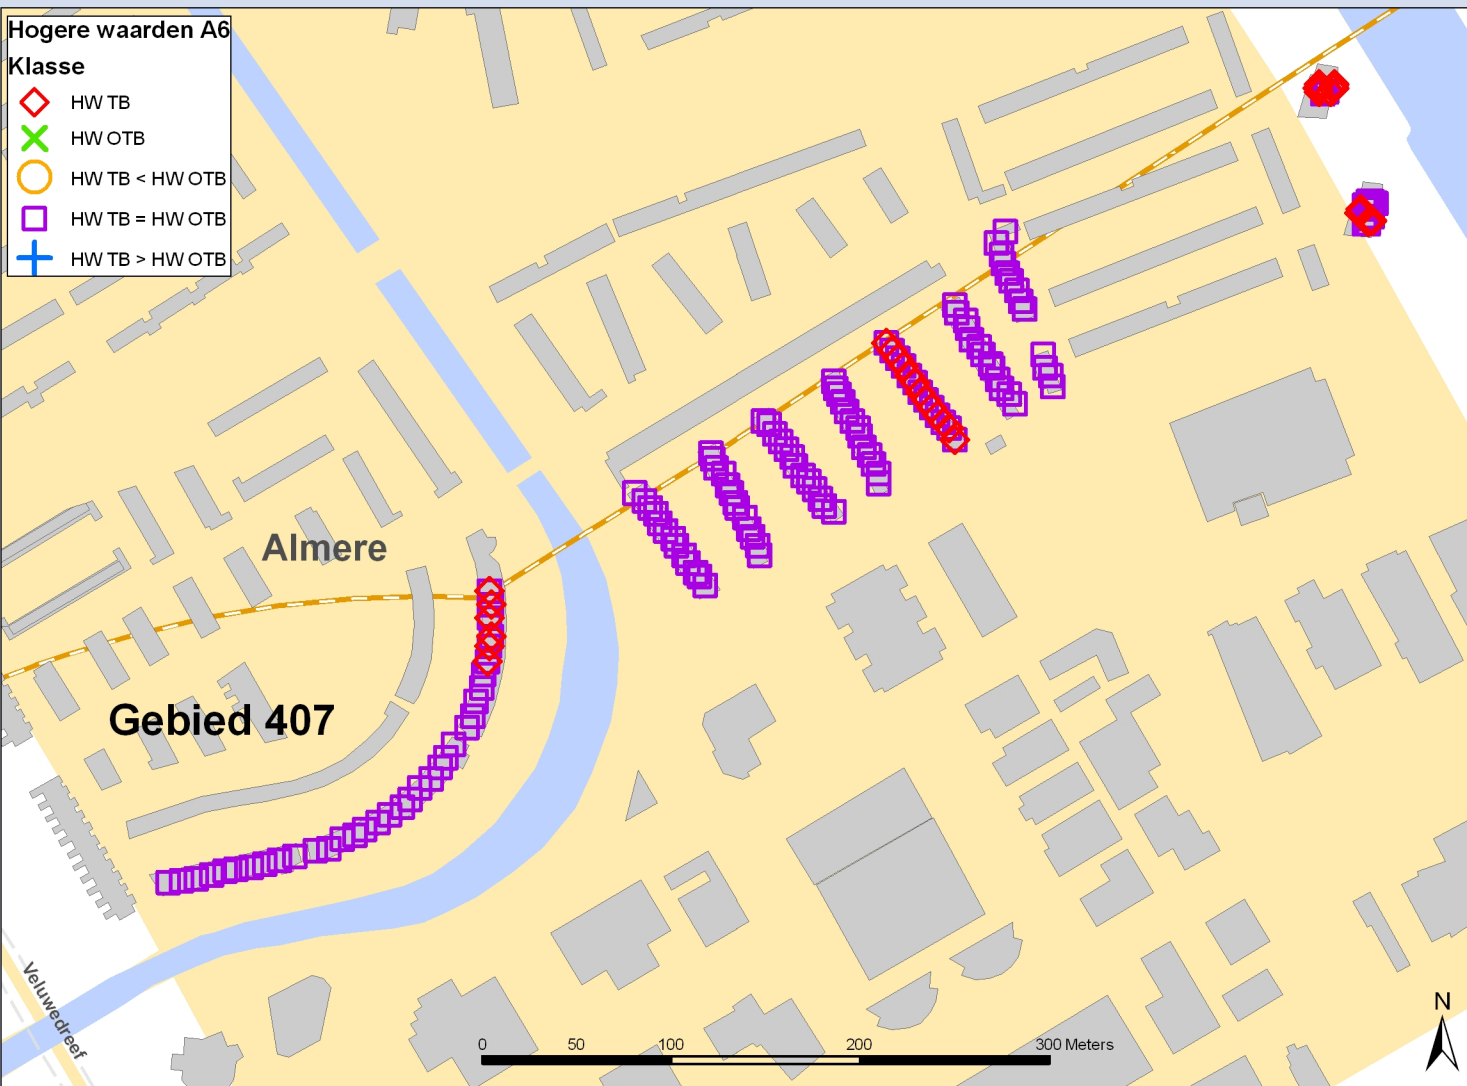 Hogere waarden A6
Klasse
HW TB
HW OTB
HW TB < HW OTB
HW TB = HW OTB
HW TB > HW OTB
Almere
Gebied 407
Veluwedreef
N
0 50 100 200 300 Meters